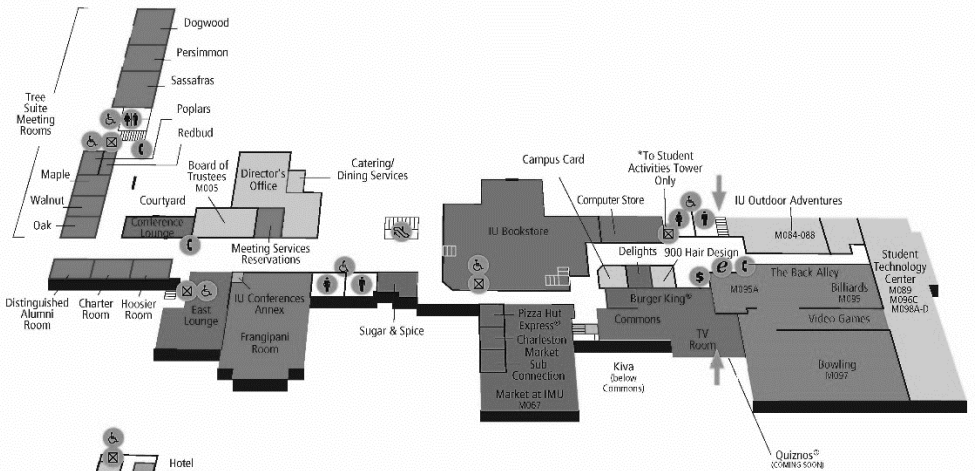 Dogwood
Persimmon
Sassafras
Tree
Suite
Meeting
Rooms
Poplars
Redbud
Maple
Walnut
Oak
Board of
Trustees
M005
Director's
Office
Catering/
Dining Services
Courtyard
Conference
Lounge
Meeting Services
Reservations
Distinguished
Alumni
Room
Charter
Room
Hoosier
Room
East
Lounge
IU Conferences
Annex
Frangipani
Room
Sugar & Spice
IU Bookstore
Campus Card
Computer Store
*To Student
Activities Tower
Only
IU Outdoor Adventures
M084-088
Delights
900 Hair Design
$
e
M095A
The Back Alley
Billiards
M095
Video Games
Bowling
M097
Student
Technology
Center
M089
M096C
M098A-D
Burger King®
Commons
TV
Room
Pizza Hut
Express®
Charleston
Market
Sub
Connection
Market at IMU
M067
Kiva
(below
Commons)
Quiznos®
(COMING SOON)
Hotel